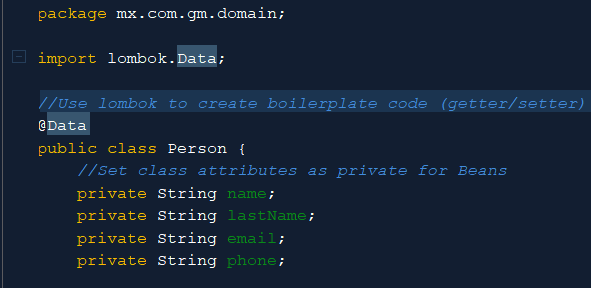 package mx.com.gm.domain;
import lombok.Data;
//Use lombok to create boilerplate code (getter/setter)
@Data
public class Person {
//Set class attributes as private for Beans
private String name;
private String lastName;
private String email;
private String phone;